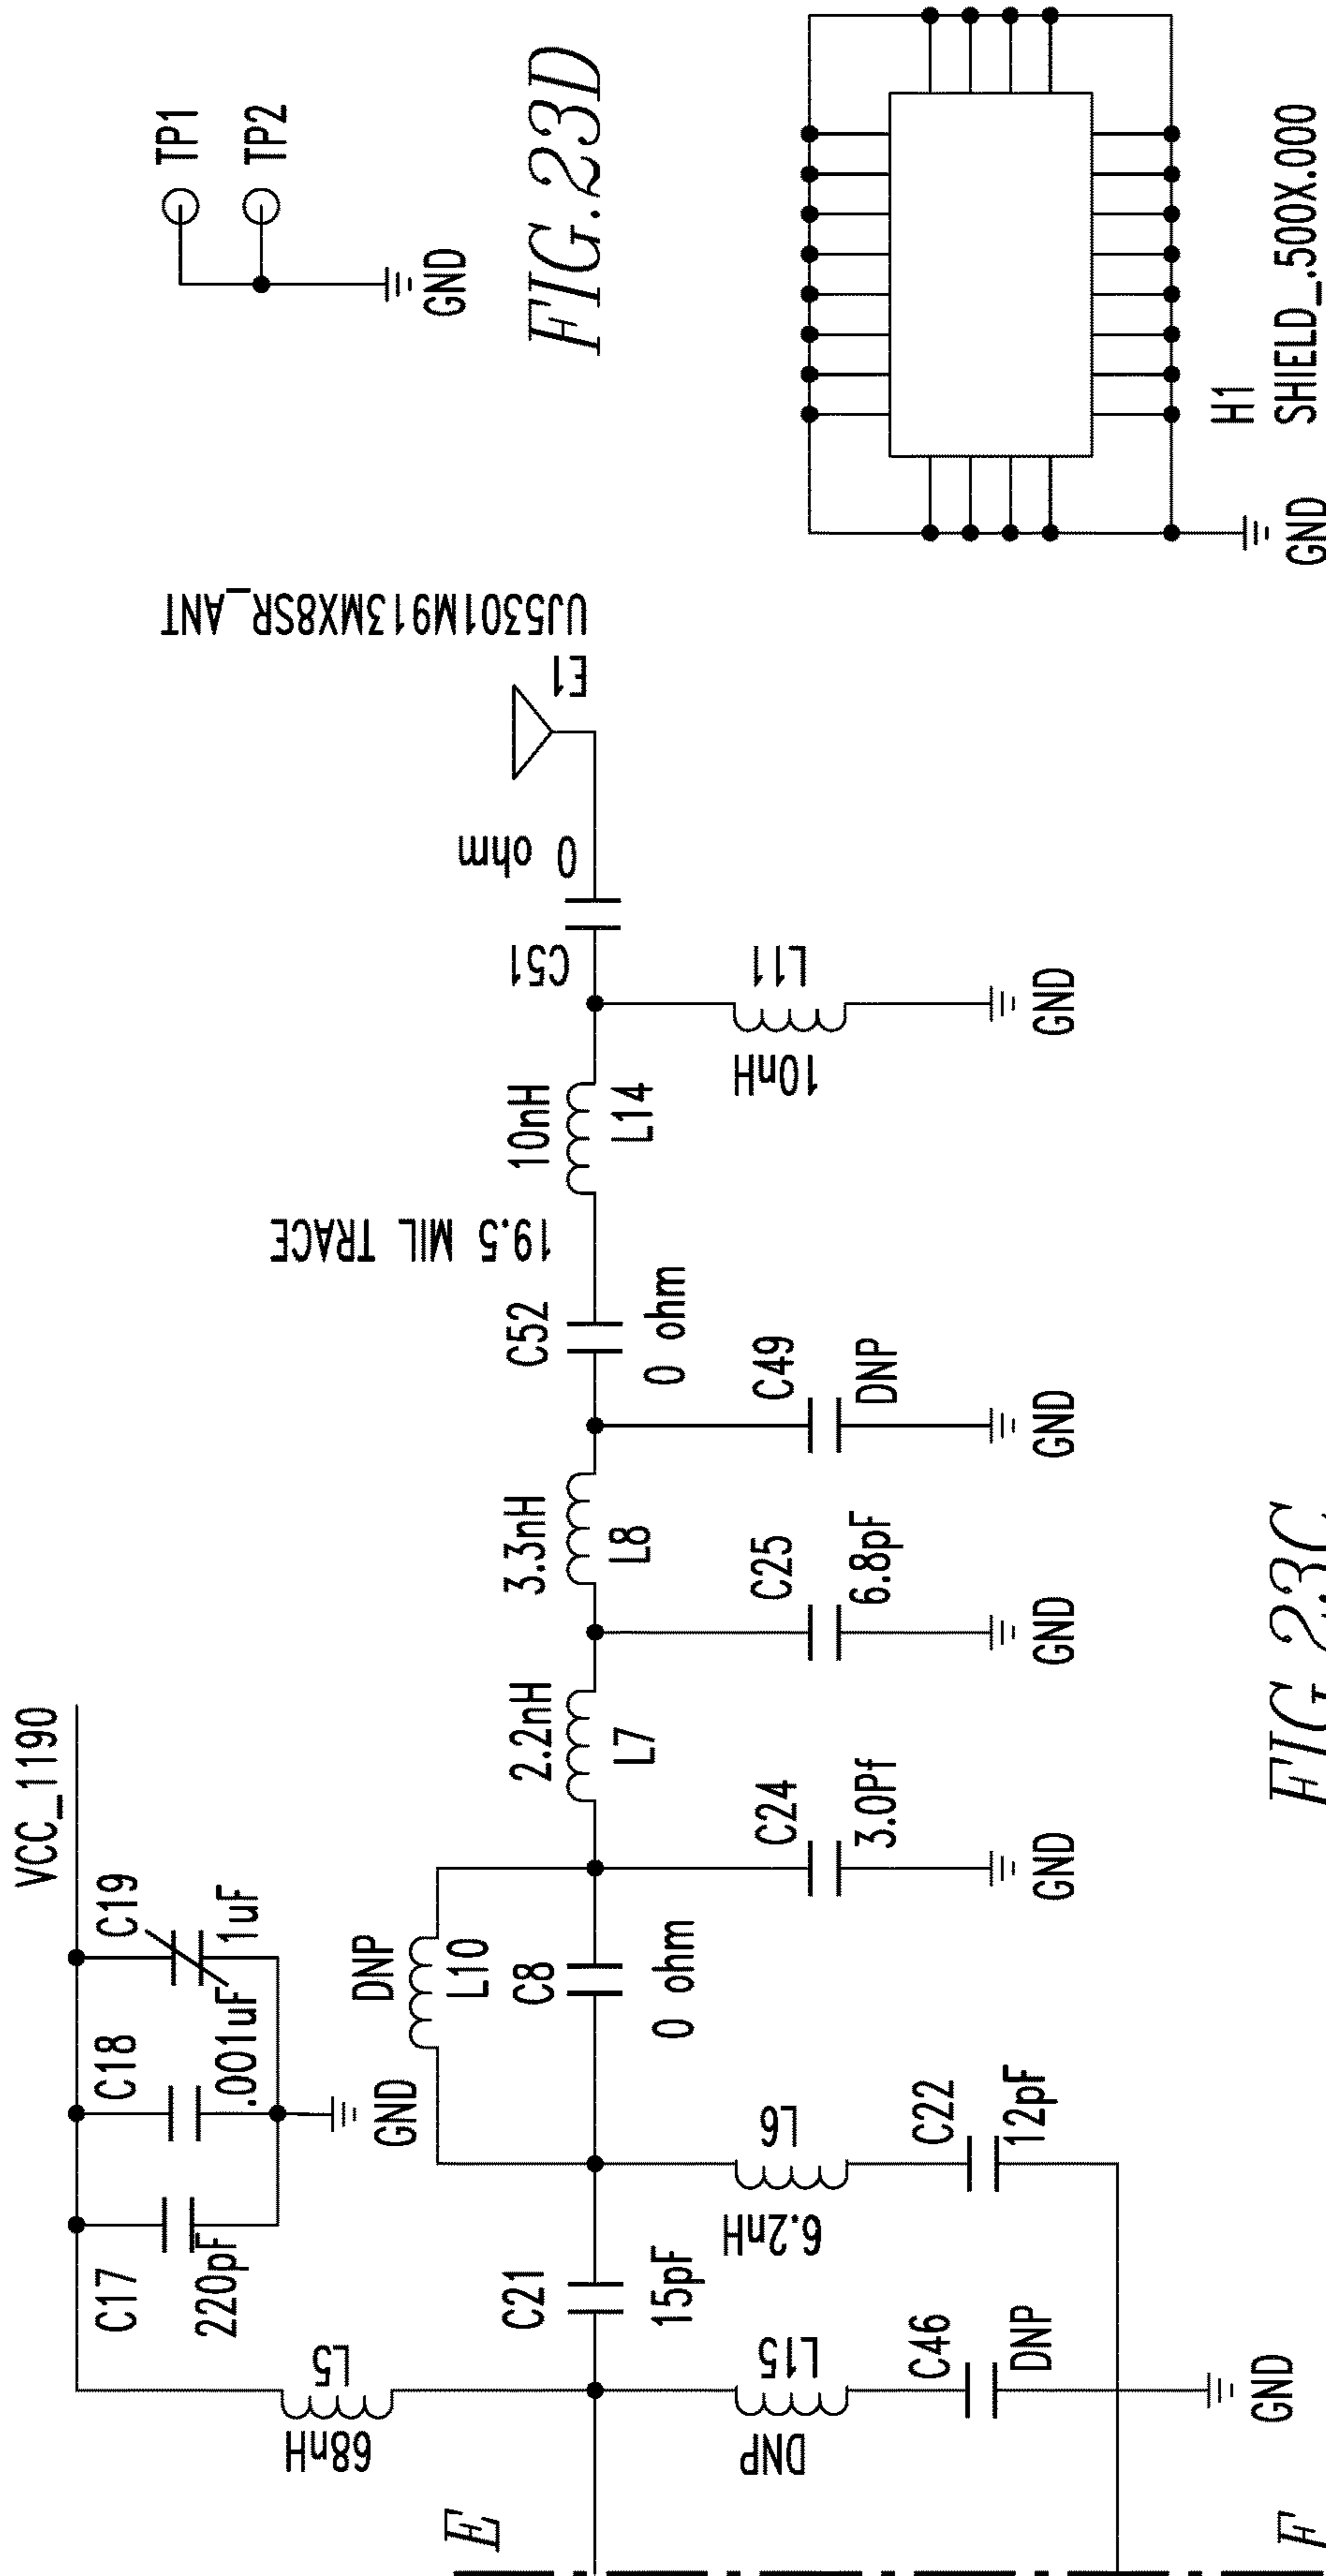 VCC_1190
C17
220pF
C18
.001uF
C19
1uF
GND
L5
68nH
DNP
L10
C8
0 ohm
C21
15pF
L15
DNP
C46
DNP
GND
L6
6.2nH
C22
12pF
2.2nH
L7
C24
3.0Pf
GND
3.3nH
L8
C25
6.8pF
GND
C49
DNP
GND
C52
0 ohm
19.5 MIL TRACE
10nH
L14
L11
10nH
GND
C51
0 ohm
E1
UJ5301M913MX8SR_ANT
E
F
FIG.23C
TP1
TP2
GND
FIG.23D
H1
SHIELD_.500X.000
GND